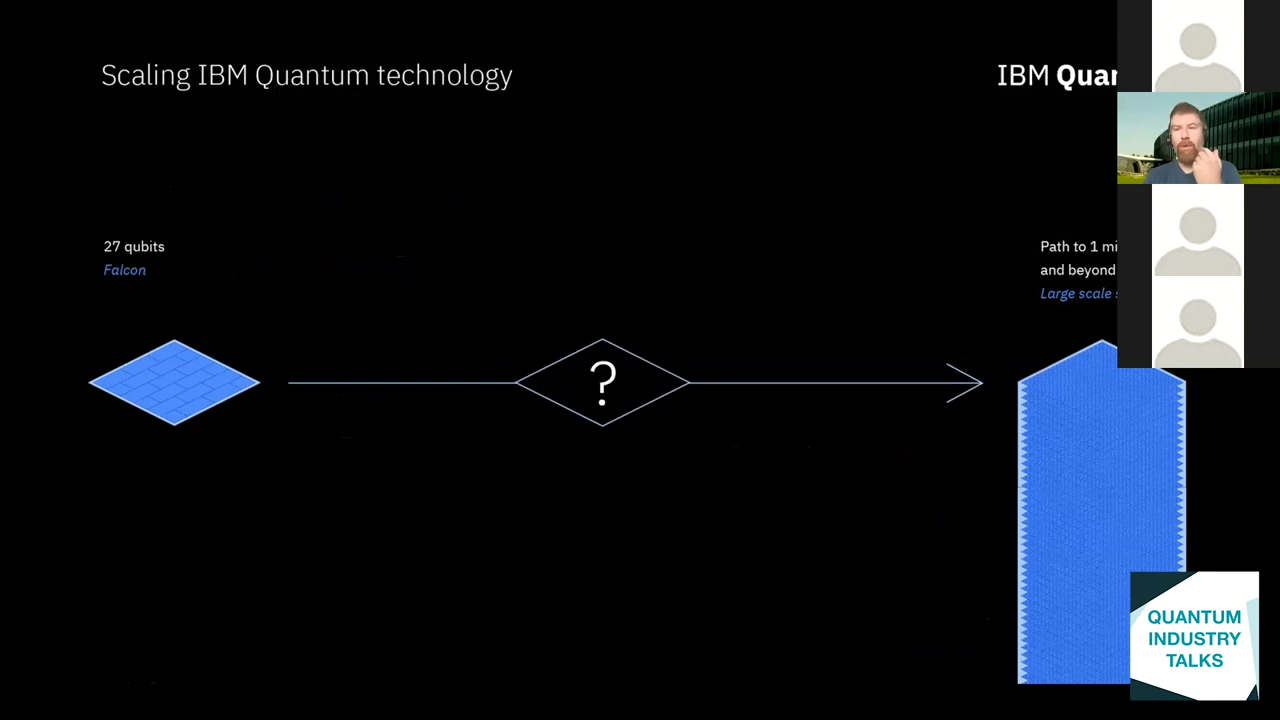 Scaling IBM Quantum technology
IBM Quan
27 qubits
Falcon
Path to 1 mi
and beyond
Large scale s
?
QUANTUM
INDUSTRY
TALKS